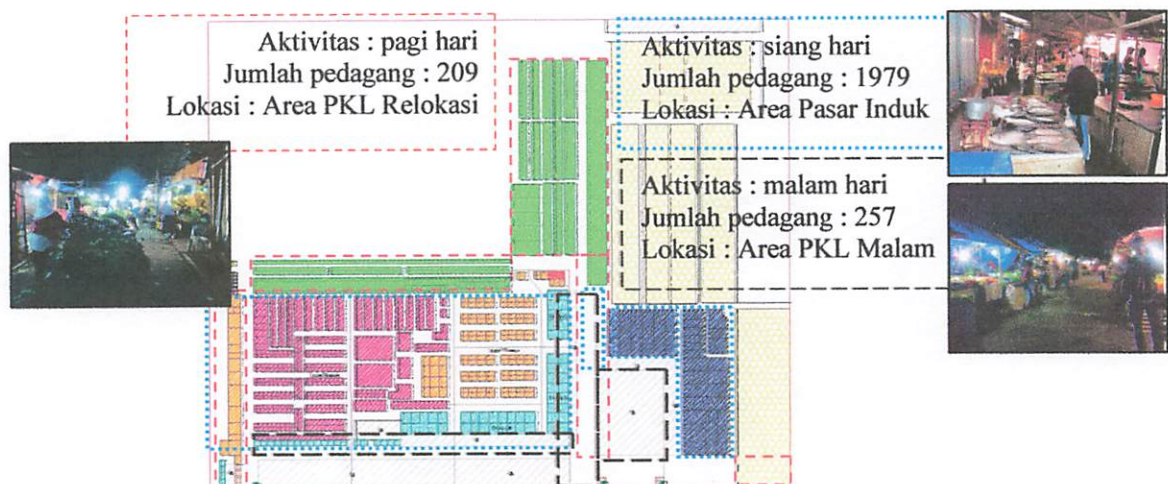 Aktivitas : pagi hari
Jumlah pedagang : 209
Lokasi : Area PKL Relokasi
Aktivitas : siang hari
Jumlah pedagang : 1979
Lokasi : Area Pasar Induk
Aktivitas : malam hari
Jumlah pedagang : 257
Lokasi : Area PKL Malam